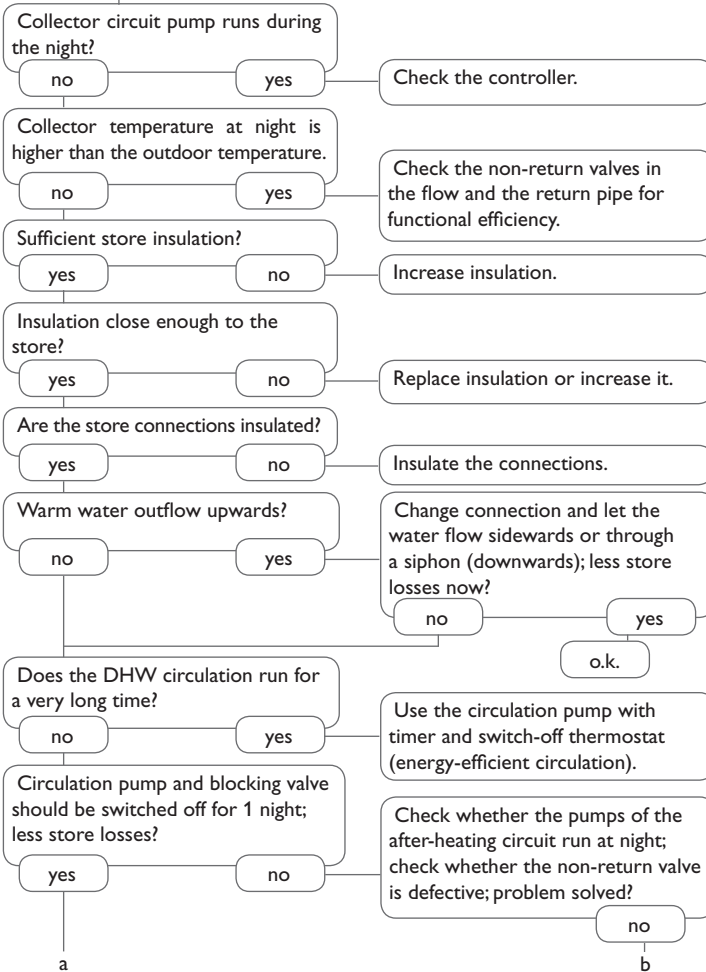 Collector circuit pump runs during
the night?
no
yes
Check the controller.
Collector temperature at night is
higher than the outdoor temperature.
no
yes
Check the non-return valves in
the flow and the return pipe for
functional efficiency.
Sufficient store insulation?
yes
no
Increase insulation.
Insulation close enough to the
store?
yes
no
Replace insulation or increase it.
Are the store connections insulated?
yes
no
Insulate the connections.
Warm water outflow upwards?
no
yes
Change connection and let the
water flow sidewards or through
a siphon (downwards); less store
losses now?
no
yes
o.k.
Does the DHW circulation run for
a very long time?
no
yes
Use the circulation pump with
timer and switch-off thermostat
(energy-efficient circulation).
Circulation pump and blocking valve
should be switched off for 1 night;
less store losses?
yes
no
Check whether the pumps of the
after-heating circuit run at night;
check whether the non-return valve
is defective; problem solved?
no
a
b